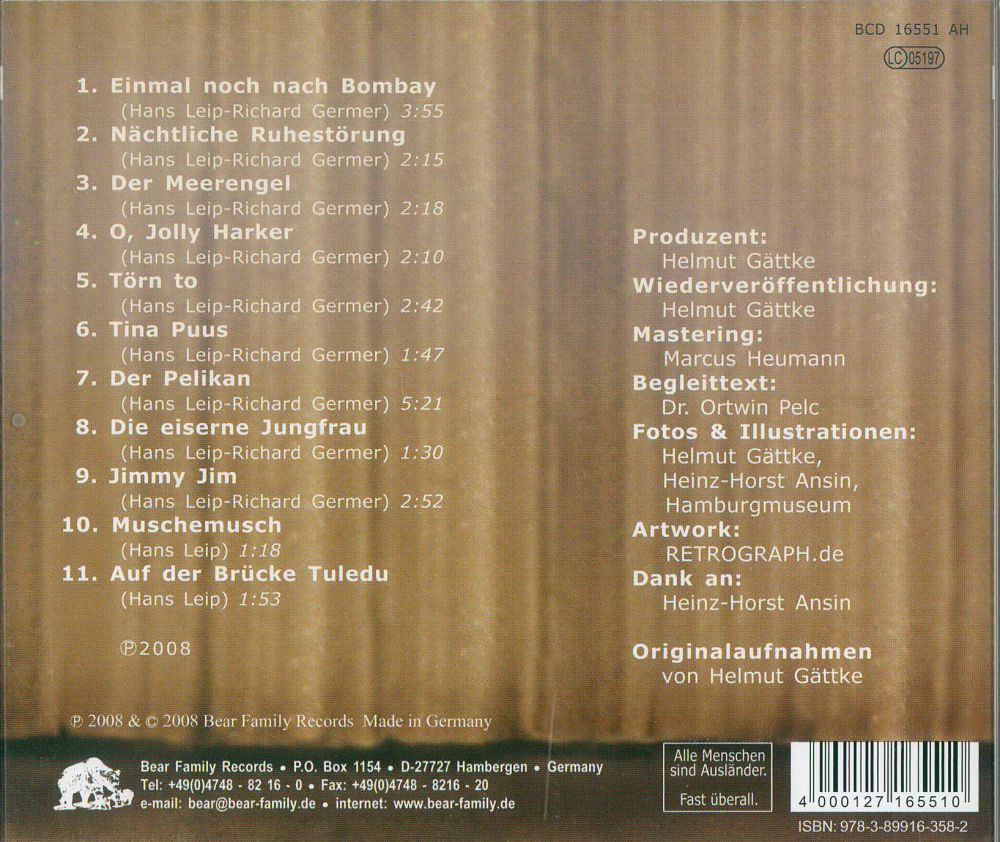 BCD 16551 AH
LC 05197
1. Einmal noch nach Bombay
(Hans Leip-Richard Germer) 3:55
2. Nächtliche Ruhestörung
(Hans Leip-Richard Germer) 2:15
3. Der Meerengel
(Hans Leip-Richard Germer) 2:18
4. O, Jolly Harker
(Hans Leip-Richard Germer) 2:10
5. Törn to
(Hans Leip-Richard Germer) 2:42
6. Tina Puus
(Hans Leip-Richard Germer) 1:47
7. Der Pelikan
(Hans Leip-Richard Germer) 5:21
8. Die eiserne Jungfrau
(Hans Leip-Richard Germer) 1:30
9. Jimmy Jim
(Hans Leip-Richard Germer) 2:52
10. Muschemusch
(Hans Leip) 1:18
11. Auf der Brücke Tuledu
(Hans Leip) 1:53
℗2008
Produzent:
Helmut Gättke
Wiederveröffentlichung:
Helmut Gättke
Mastering:
Marcus Heumann
Begleittext:
Dr. Ortwin Pelc
Fotos & Illustrationen:
Helmut Gättke,
Heinz-Horst Ansin,
Hamburgmuseum
Artwork:
RETROGRAPH.de
Dank an:
Heinz-Horst Ansin
Originalaufnahmen
von Helmut Gättke
℗ 2008 & © 2008 Bear Family Records Made in Germany
Bear Family Records • P.O. Box 1154 • D-27727 Hambergen • Germany
Tel: +49(0)4748 - 82 16 - 0 • Fax: +49(0)4748 - 8216 - 20
e-mail: bear@bear-family.de • internet: www.bear-family.de
Alle Menschen
sind Ausländer.
Fast überall.
4 000127 165510
ISBN: 978-3-89916-358-2